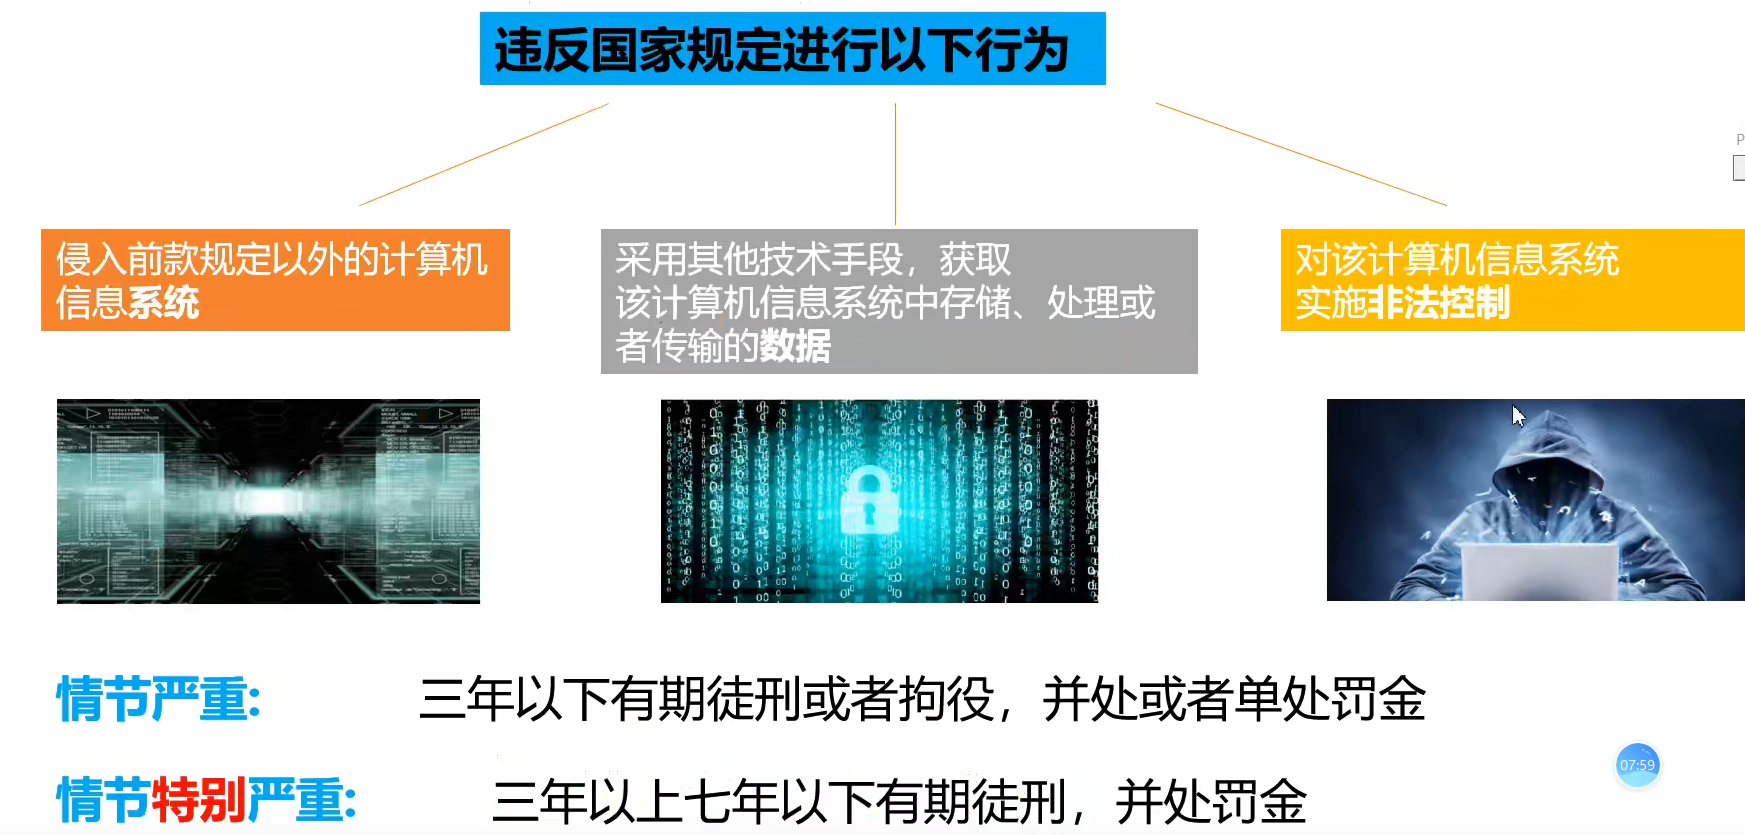 违反国家规定进行以下行为
侵入前款规定以外的计算机
信息系统
采用其他技术手段，获取
该计算机信息系统中存储、处理或
者传输的数据
对该计算机信息系统
实施非法控制
情节严重:
三年以下有期徒刑或者拘役，并处或者单处罚金
情节特别严重:
三年以上七年以下有期徒刑，并处罚金
07:59
P